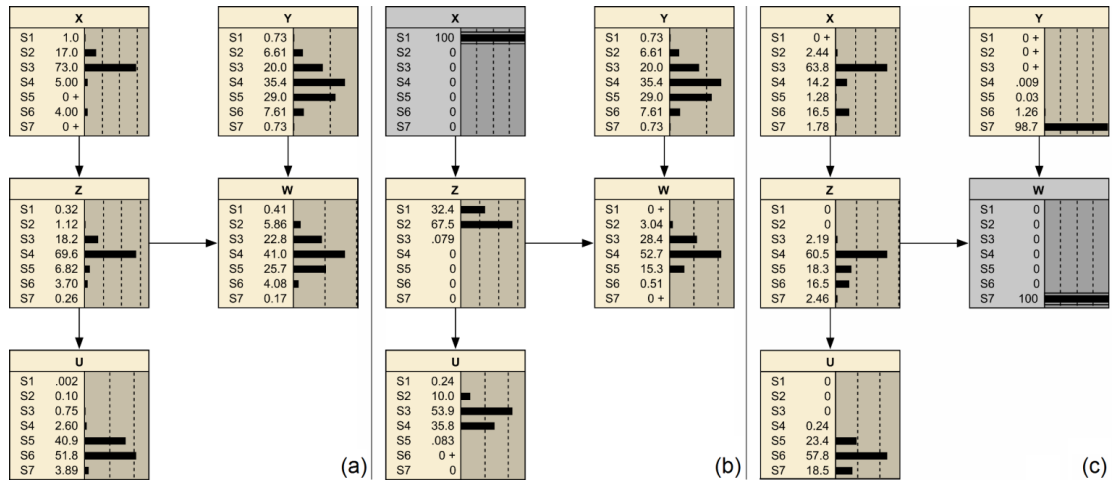 X
S1 1.0
S2 17.0
S3 73.0
S4 5.00
S5 0 +
S6 4.00
S7 0 +
Y
S1 0.73
S2 6.61
S3 20.0
S4 35.4
S5 29.0
S6 7.61
S7 0.73
Z
S1 0.32
S2 1.12
S3 18.2
S4 69.6
S5 6.82
S6 3.70
S7 0.26
W
S1 0.41
S2 5.86
S3 22.8
S4 41.0
S5 25.7
S6 4.08
S7 0.17
U
S1 .002
S2 0.10
S3 0.75
S4 2.60
S5 40.9
S6 51.8
S7 3.89
(a)
X
S1 100
S2 0
S3 0
S4 0
S5 0
S6 0
S7 0
Y
S1 0.73
S2 6.61
S3 20.0
S4 35.4
S5 29.0
S6 7.61
S7 0.73
Z
S1 32.4
S2 67.5
S3 .079
S4 0
S5 0
S6 0
S7 0
W
S1 0 +
S2 3.04
S3 28.4
S4 52.7
S5 15.3
S6 0.51
S7 0 +
U
S1 0.24
S2 10.0
S3 53.9
S4 35.8
S5 .083
S6 0 +
S7 0
(b)
X
S1 0 +
S2 2.44
S3 63.8
S4 14.2
S5 1.28
S6 16.5
S7 1.78
Y
S1 0 +
S2 0 +
S3 0 +
S4 .009
S5 0.03
S6 1.26
S7 98.7
Z
S1 0
S2 0
S3 2.19
S4 60.5
S5 18.3
S6 16.5
S7 2.46
W
S1 0
S2 0
S3 0
S4 0
S5 0
S6 0
S7 100
U
S1 0
S2 0
S3 0
S4 0.24
S5 23.4
S6 57.8
S7 18.5
(c)